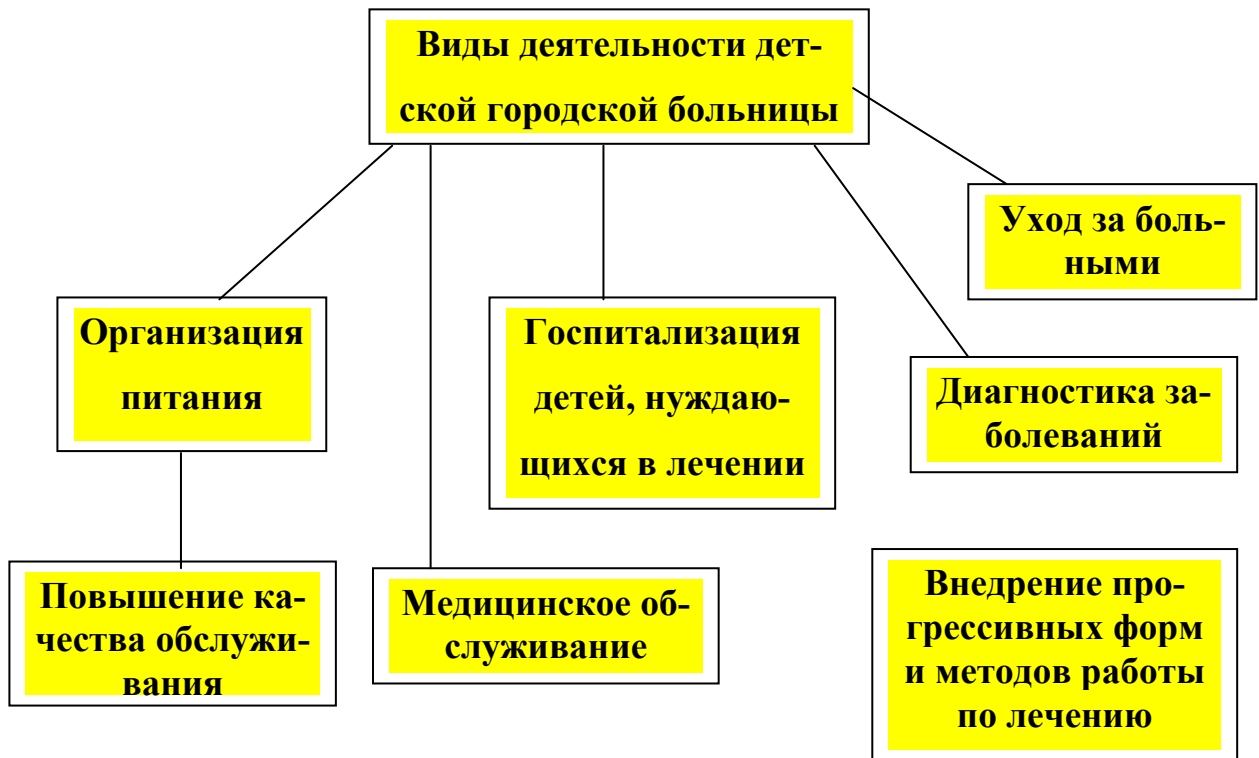 Виды деятельности дет-
ской городской больницы
Уход за боль-
ными
Организация
питания
Госпитализация
детей, нуждаю-
щихся в лечении
Диагностика за-
болеваний
Повышение ка-
чества обслужи-
вания
Медицинское об-
служивание
Внедрение про-
грессивных форм
и методов работы
по лечению